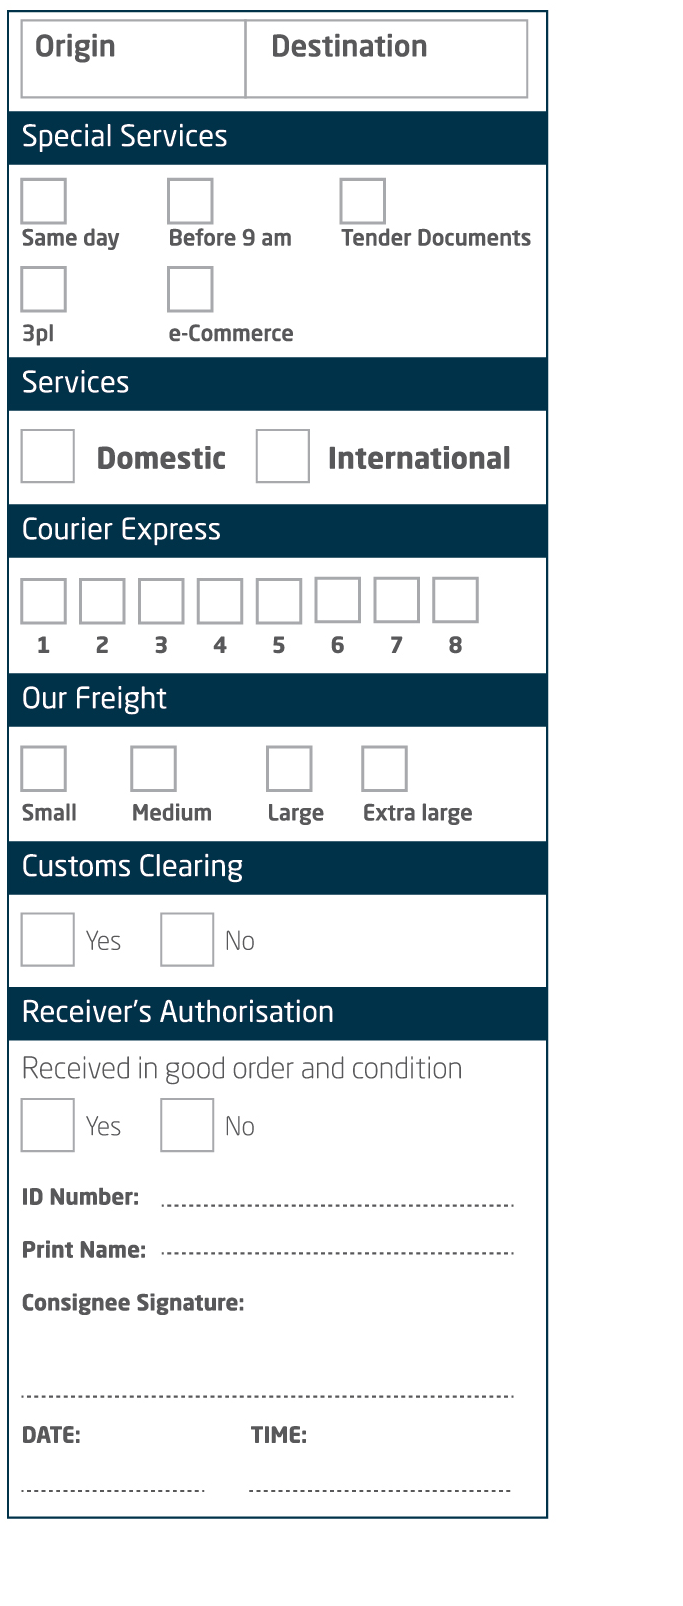 Origin Destination
Special Services
Same day Before 9 am Tender Documents
3pl e-Commerce
Services
Domestic International
Courier Express
1 2 3 4 5 6 7 8
Our Freight
Small Medium Large Extra large
Customs Clearing
Yes No
Receiver's Authorisation
Received in good order and condition
Yes No
ID Number:
Print Name:
Consignee Signature:
DATE: TIME: